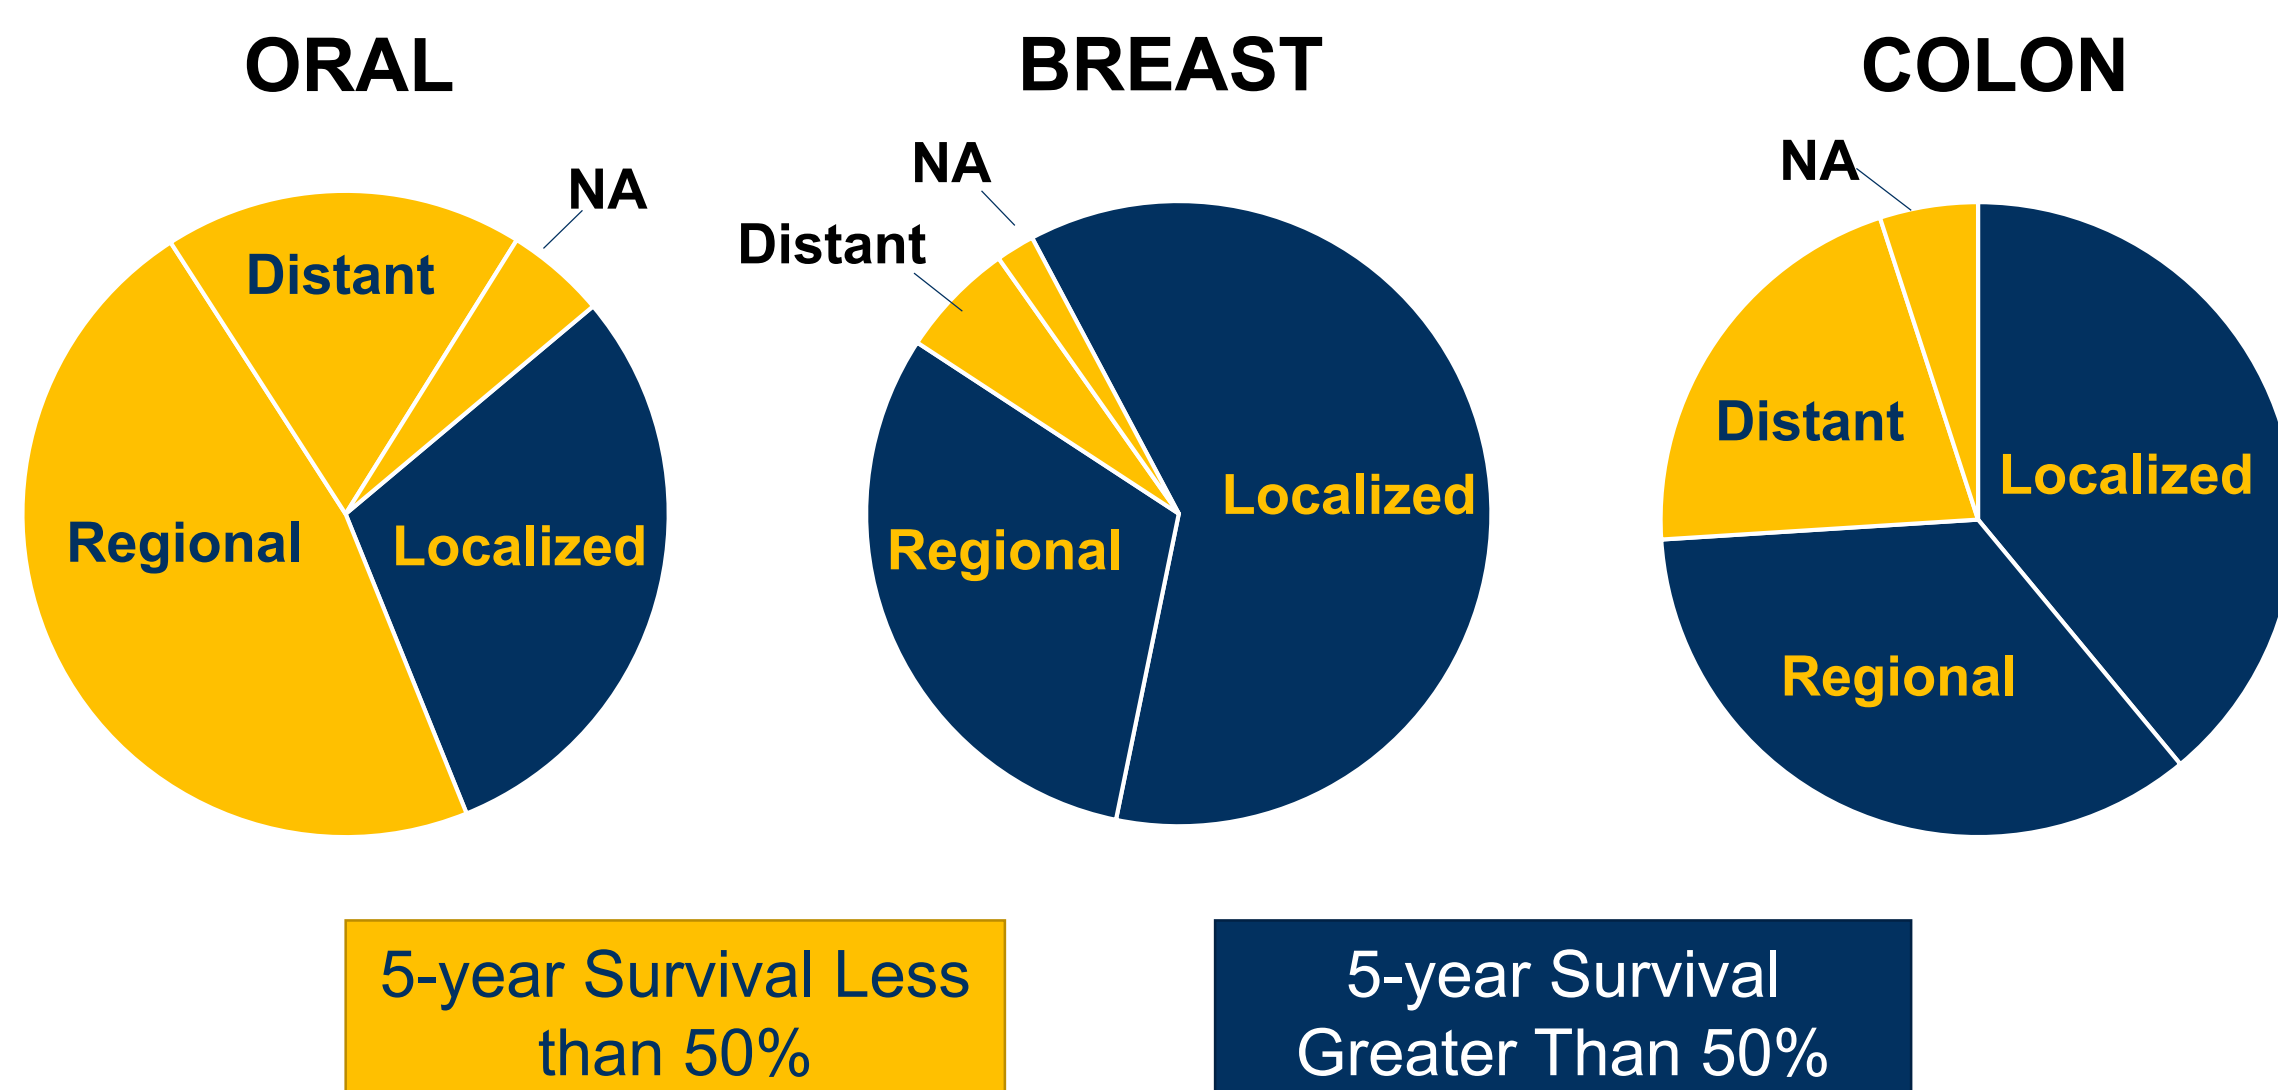 ORAL
BREAST
COLON
NA
Distant
Regional
Localized
NA
Distant
Localized
Regional
NA
Distant
Localized
Regional
5-year Survival Less
than 50%
5-year Survival
Greater Than 50%